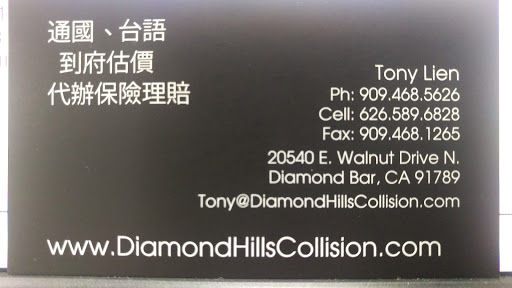 通國、台語
到府估價
代辦保險理賠
Tony Lien
Ph: 909.468.5626
Cell: 626.589.6828
Fax: 909.468.1265
20540 E. Walnut Drive N.
Diamond Bar, CA 91789
Tony@DiamondHillsCollision.com
www.DiamondHillsCollision.com